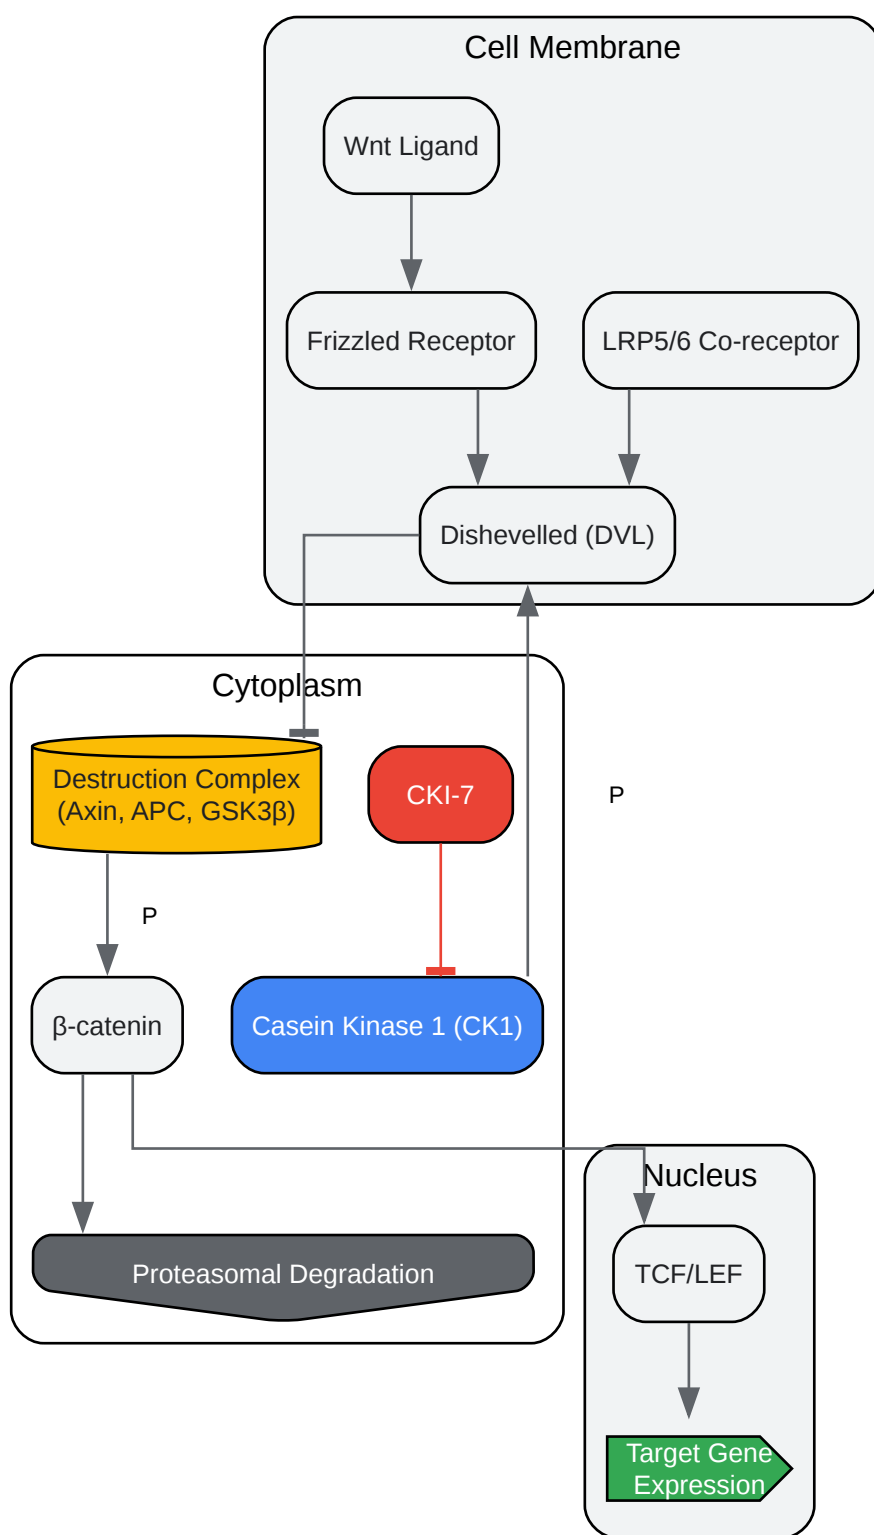 Cell Membrane
Wnt Ligand
Frizzled Receptor
LRP5/6 Co-receptor
Dishevelled (DVL)
Cytoplasm
Destruction Complex
(Axin, APC, GSK3β)
CKI-7
P
P
β-catenin
Casein Kinase 1 (CK1)
Nucleus
Proteasomal Degradation
TCF/LEF
Target Gene
Expression